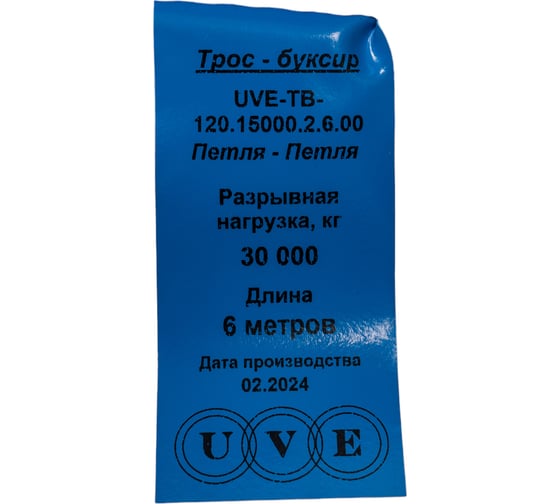 Трос - буксир
UVE-TB-
120.15000.2.6.00
Петля - Петля
Разрывная
нагрузка, кг
30 000
Длина
6 метров
Дата производства
02.2024
U V E